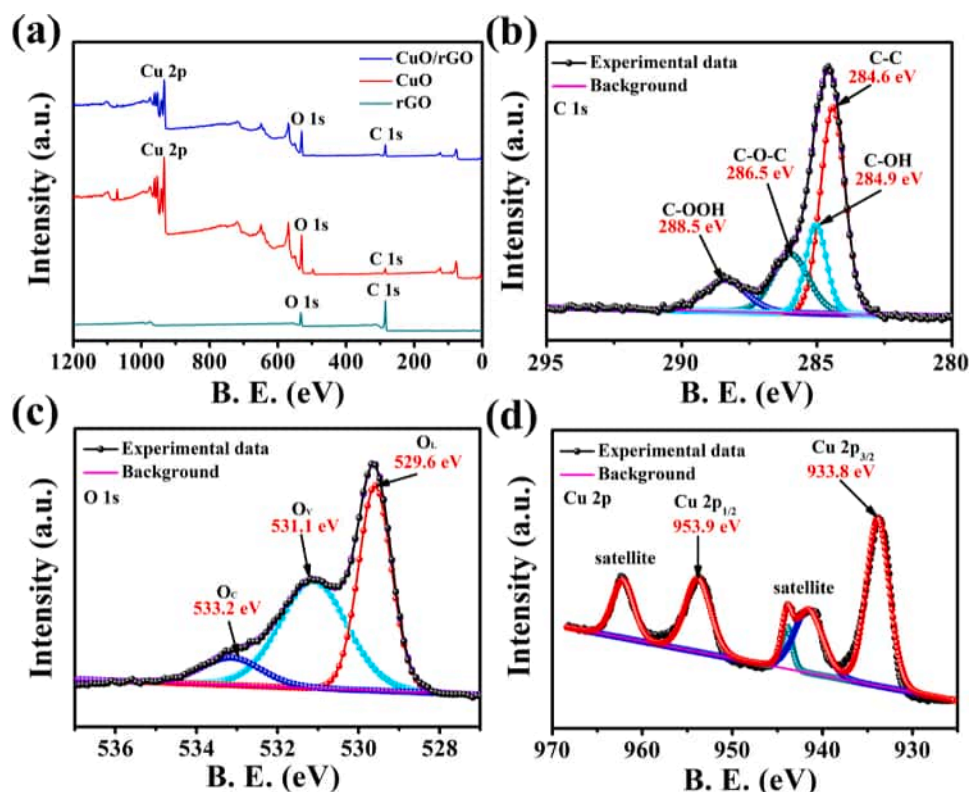 (a)
Cu 2p
CuO/rGO
CuO
rGO
O 1s
C 1s
Cu 2p
O 1s
C 1s
O 1s
C 1s
Intensity (a.u.)
1200 1000 800 600 400 200 0
B. E. (eV)
(b)
Experimental data
Background
C 1s
C-C
284.6 eV
C-O-C
286.5 eV
C-OH
284.9 eV
C-OOH
288.5 eV
Intensity (a.u.)
295 290 285 280
B. E. (eV)
(c)
Experimental data
Background
O 1s
OL
529.6 eV
OV
531.1 eV
OC
533.2 eV
Intensity (a.u.)
536 534 532 530 528
B. E. (eV)
(d)
Experimental data
Background
Cu 2p
Cu 2p3/2
933.8 eV
Cu 2p1/2
953.9 eV
satellite
satellite
Intensity (a.u.)
970 960 950 940 930
B. E. (eV)